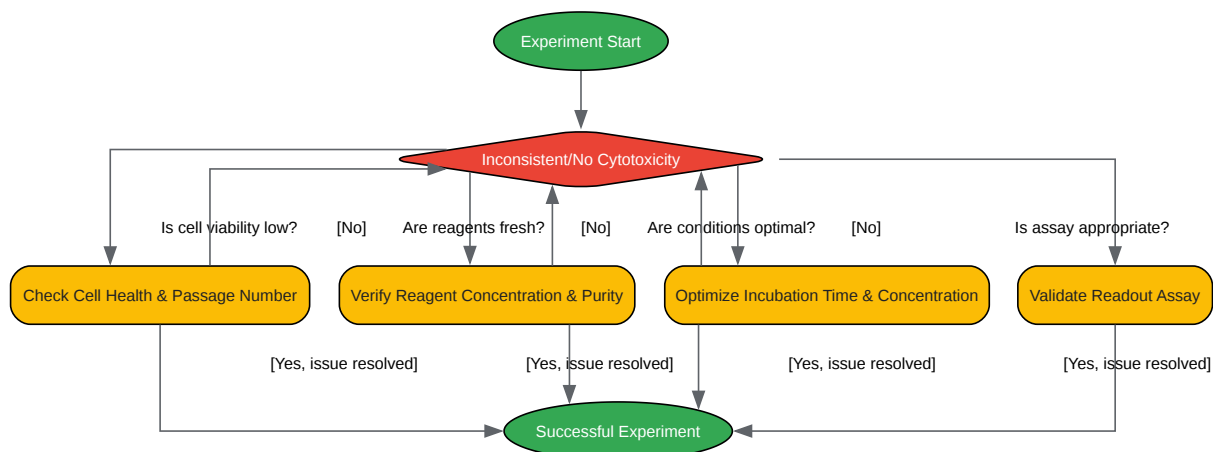 Experiment Start
Inconsistent/No Cytotoxicity
Is cell viability low?
[No]
Are reagents fresh?
[No]
Are conditions optimal?
[No]
Is assay appropriate?
Check Cell Health & Passage Number
Verify Reagent Concentration & Purity
Optimize Incubation Time & Concentration
Validate Readout Assay
[Yes, issue resolved]
[Yes, issue resolved]
[Yes, issue resolved]
[Yes, issue resolved]
Successful Experiment